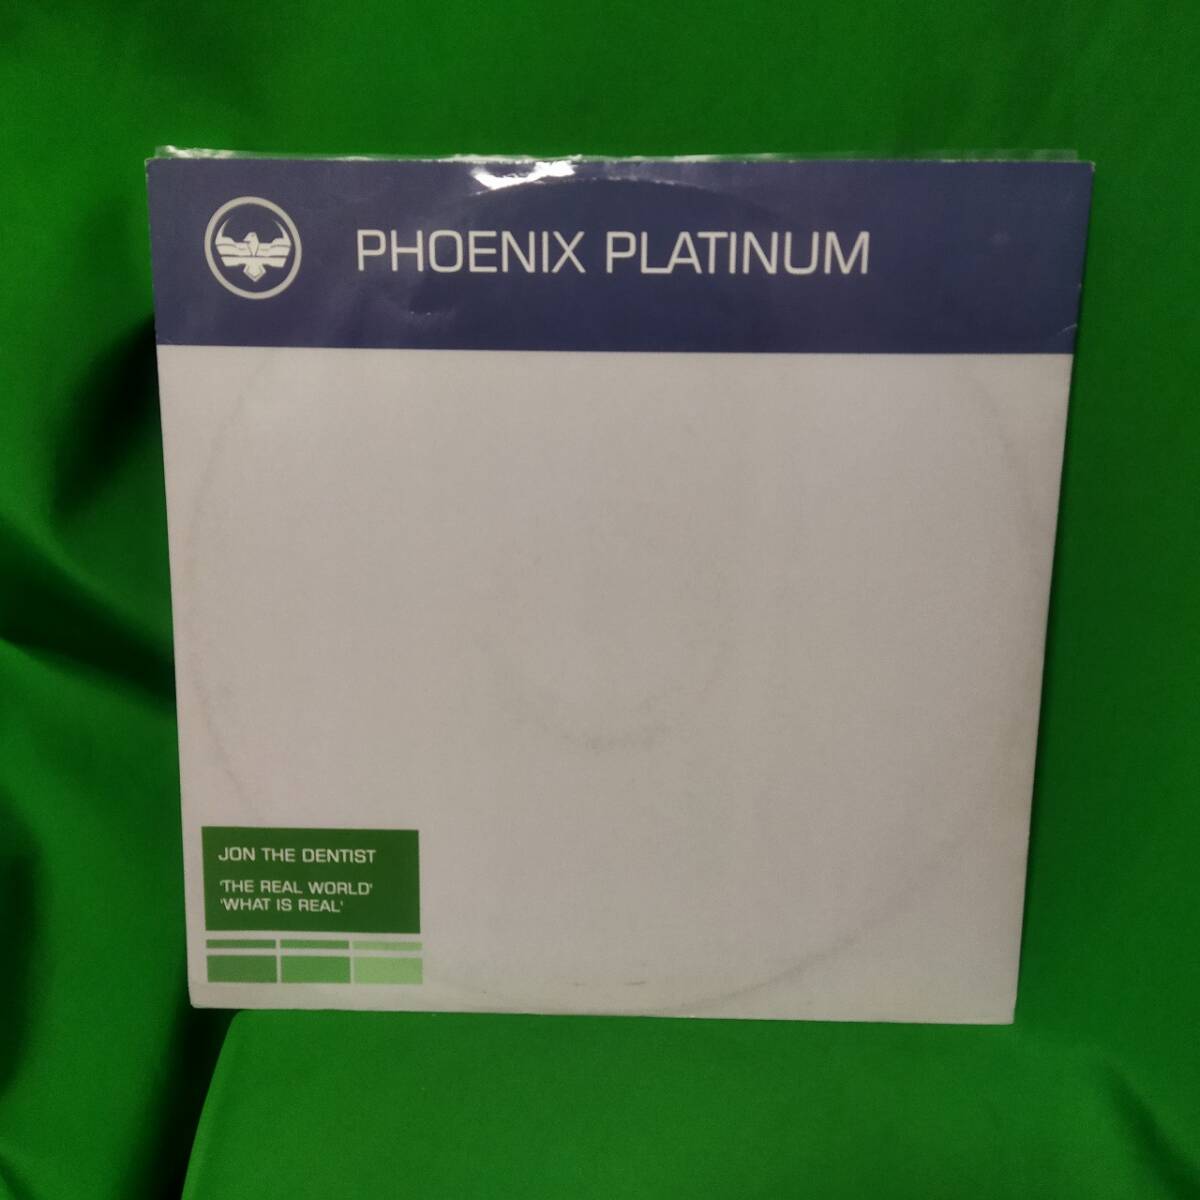 PHOENIX PLATINUM
JON THE DENTIST
'THE REAL WORLD'
'WHAT IS REAL'